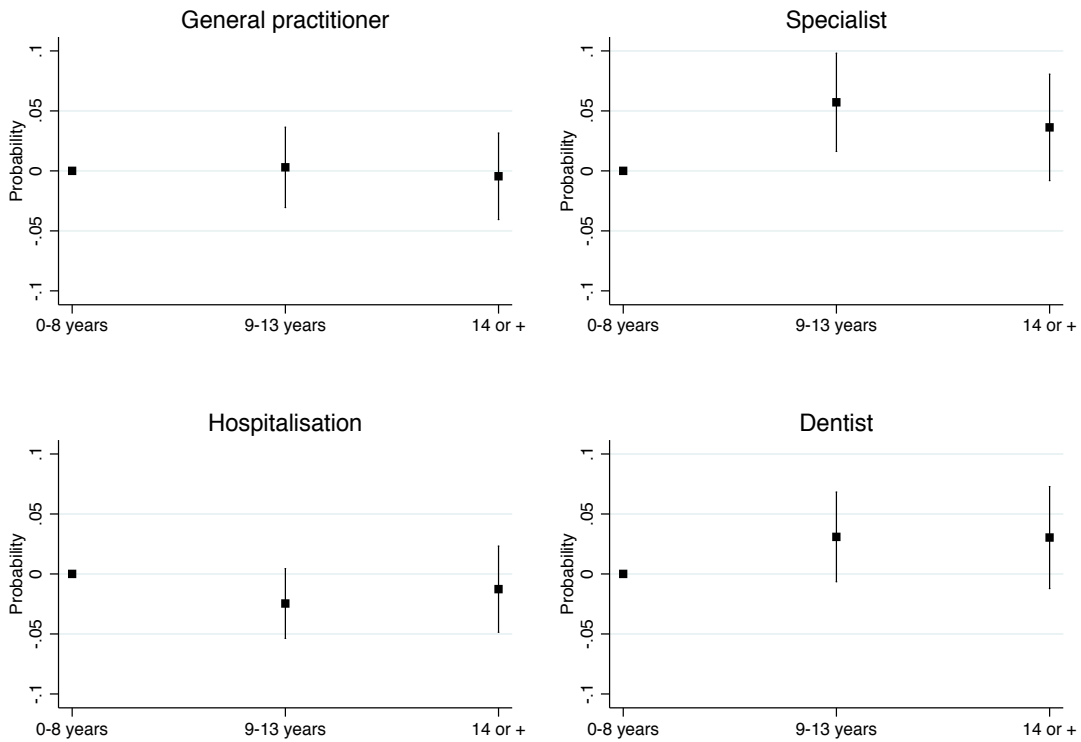 General practitioner
Probability
.1
.05
0
-.05
-.1
0-8 years
9-13 years
14 or +
Specialist
Probability
.1
.05
0
-.05
-.1
0-8 years
9-13 years
14 or +
Hospitalisation
Probability
.1
.05
0
-.05
-.1
0-8 years
9-13 years
14 or +
Dentist
Probability
.1
.05
0
-.05
-.1
0-8 years
9-13 years
14 or +